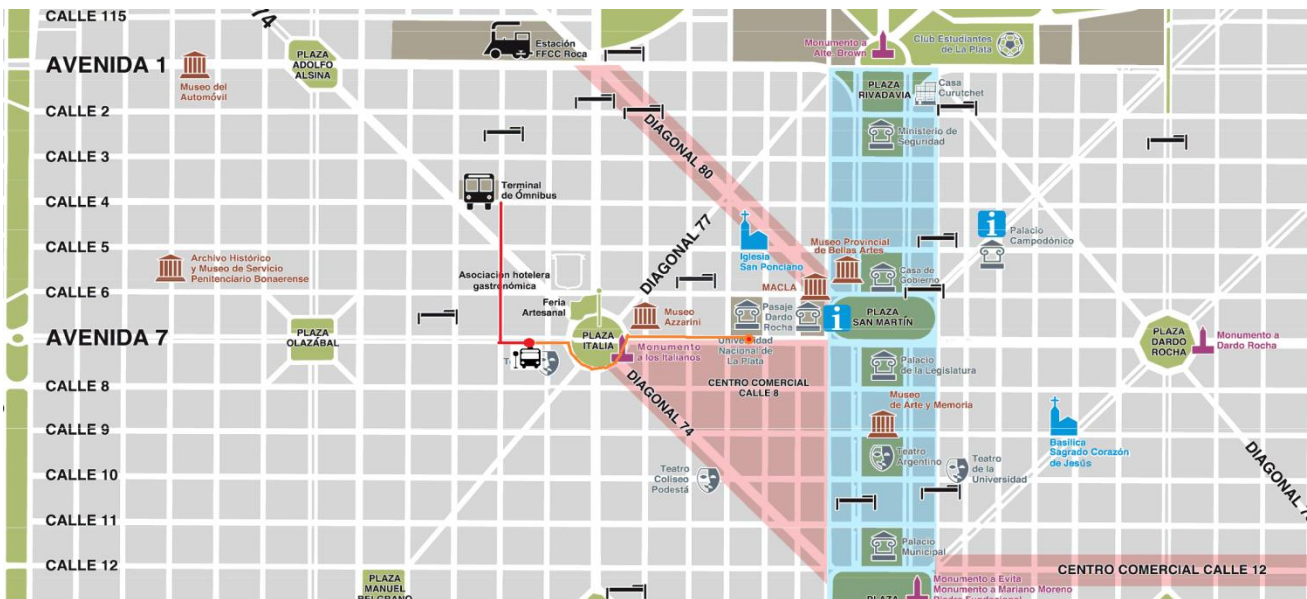 CALLE 115
74
AVENIDA 1
CALLE 2
CALLE 3
CALLE 4
CALLE 5
CALLE 6
AVENIDA 7
CALLE 8
CALLE 9
CALLE 10
CALLE 11
CALLE 12
Museo del
Automóvil
PLAZA
ADOLFO
ALSINA
Estación
FFCC Roca
Monumento a
Alte. Brown
Club Estudiantes
de La Plata
PLAZA
RIVADAVIA
Casa
Curutchet
Ministerio de
Seguridad
DIAGONAL 80
Terminal
de Ómnibus
DIAGONAL 77
Iglesia
San Ponciano
Museo Provincial
de Bellas Artes
Palacio
Campodónico
Archivo Histórico
y Museo de Servicio
Penitenciario Bonaerense
Asociación hotelera
gastronómica
Feria
Artesanal
MACLA
Casa de
Gobierno
PLAZA
OLAZÁBAL
PLAZA
ITALIA
Museo
Azzarini
Pasaje
Dardo
Rocha
PLAZA
SAN MARTÍN
PLAZA
DARDO
ROCHA
Monumento a
Dardo Rocha
Monumento
a los Italianos
Universidad
Nacional de
La Plata
Palacio
de la Legislatura
CENTRO COMERCIAL
CALLE 8
DIAGONAL 74
Museo
de Arte y Memoria
Basílica
Sagrado Corazón
de Jesús
Teatro
Argentino
Teatro
de la
Universidad
Teatro
Coliseo
Podestá
DIAGONAL 7
Palacio
Municipal
CENTRO COMERCIAL CALLE 12
PLAZA
MANUEL
BELGRANO
PLAZA
Monumento a Evita
Monumento a Mariano Moreno
Piedra Fundacional